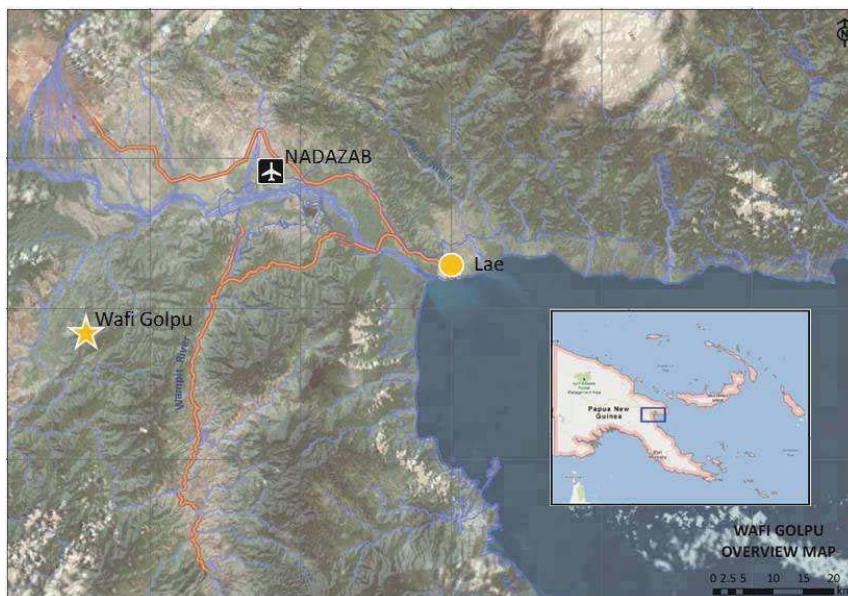 N
NADAZAB
Lae
Wafi Golpu
Wampit River
Papua New
Guinea
WAFI GOLPU
OVERVIEW MAP
0 2.5 5 10 15 20
km